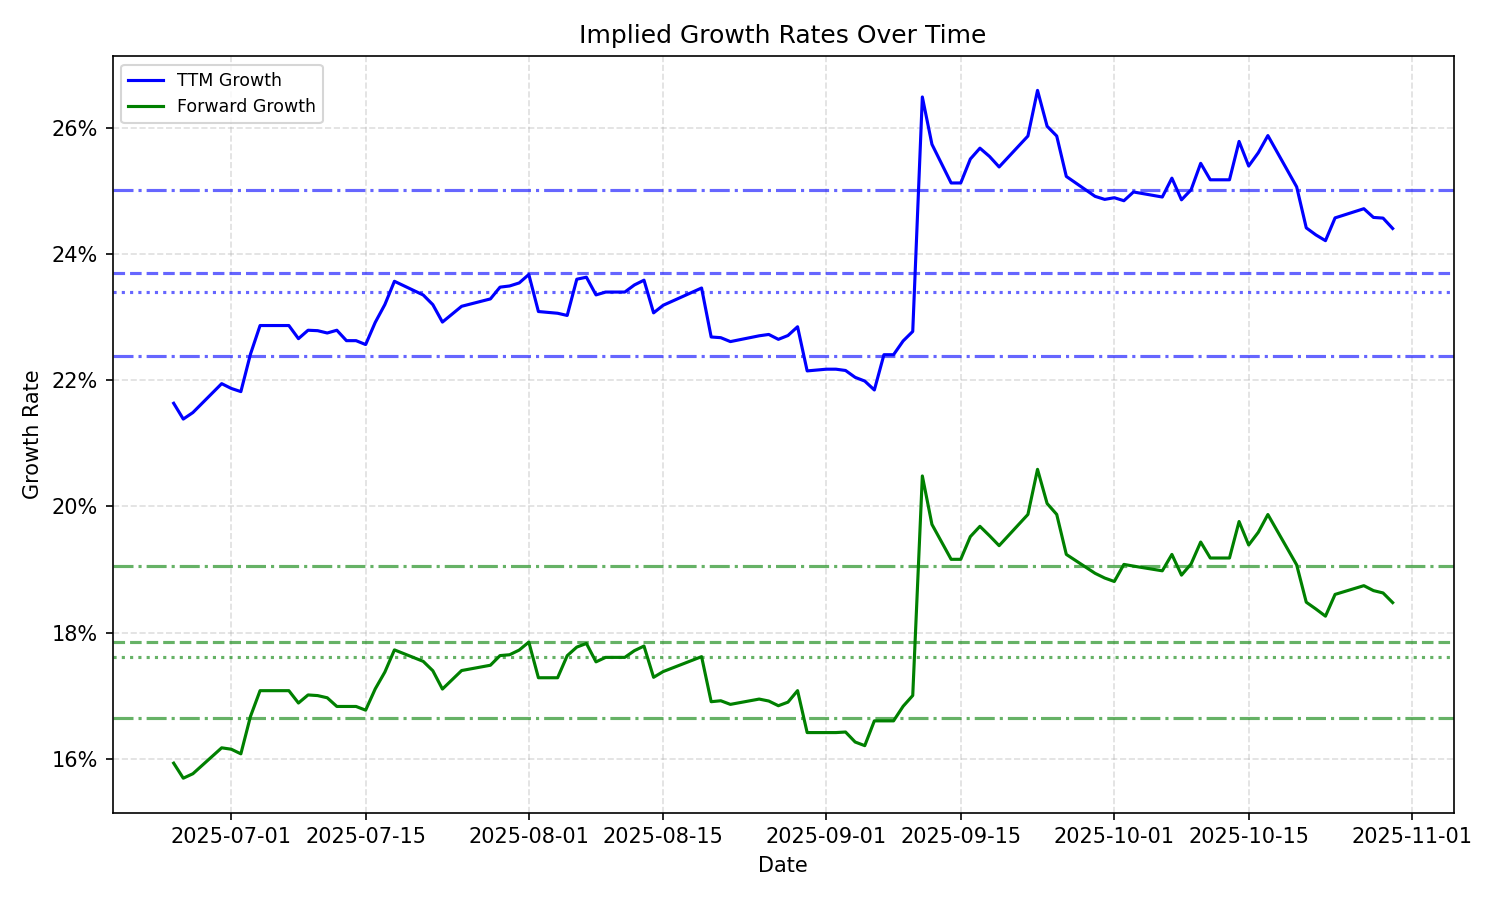 Implied Growth Rates Over Time
TTM Growth
Forward Growth
26%
24%
22%
20%
18%
16%
Growth Rate
2025-07-01 2025-07-15 2025-08-01 2025-08-15 2025-09-01 2025-09-15 2025-10-01 2025-10-15 2025-11-01
Date